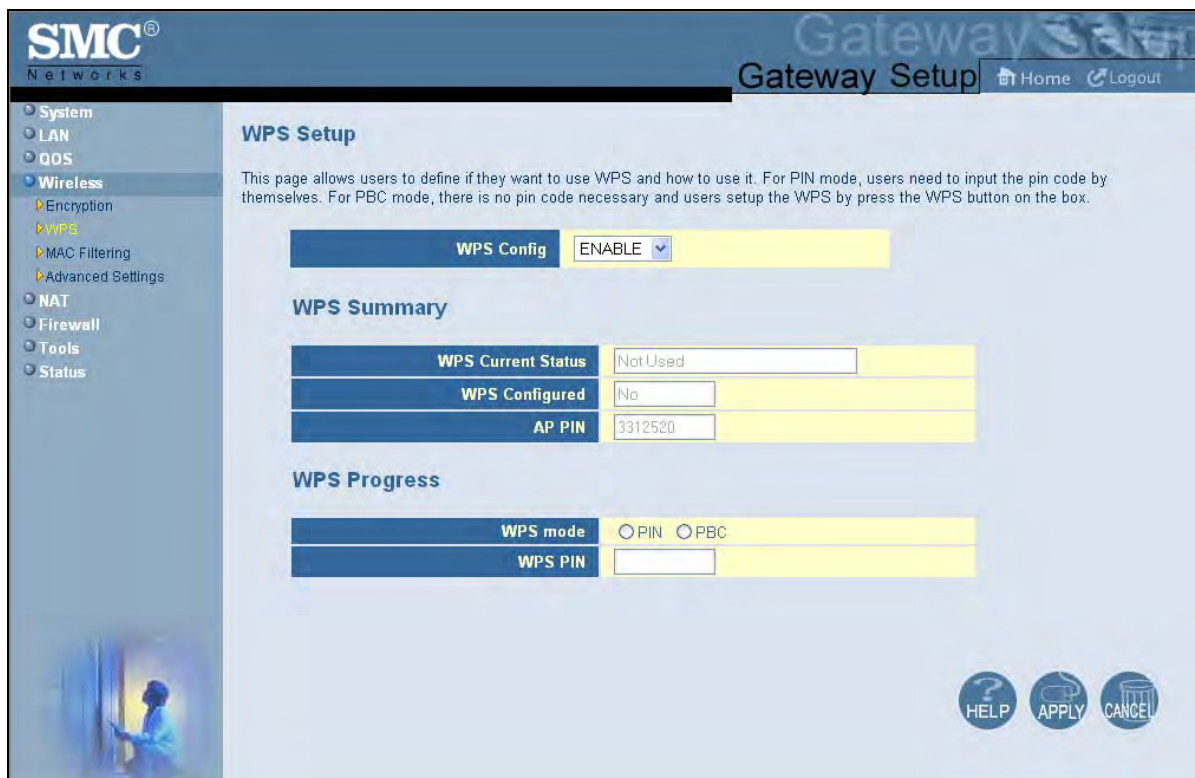 SMC®
Networks
Gateway Setup
Gateway Setup
Home
Logout
System
LAN
QOS
Wireless
Encryption
WPS
MAC Filtering
Advanced Settings
NAT
Firewall
Tools
Status
WPS Setup
This page allows users to define if they want to use WPS and how to use it. For PIN mode, users need to input the pin code by
themselves. For PBC mode, there is no pin code necessary and users setup the WPS by press the WPS button on the box.
WPS Config ENABLE
WPS Summary
WPS Current Status Not Used
WPS Configured No
AP PIN 3312520
WPS Progress
WPS mode PIN PBC
WPS PIN
HELP APPLY CANCEL